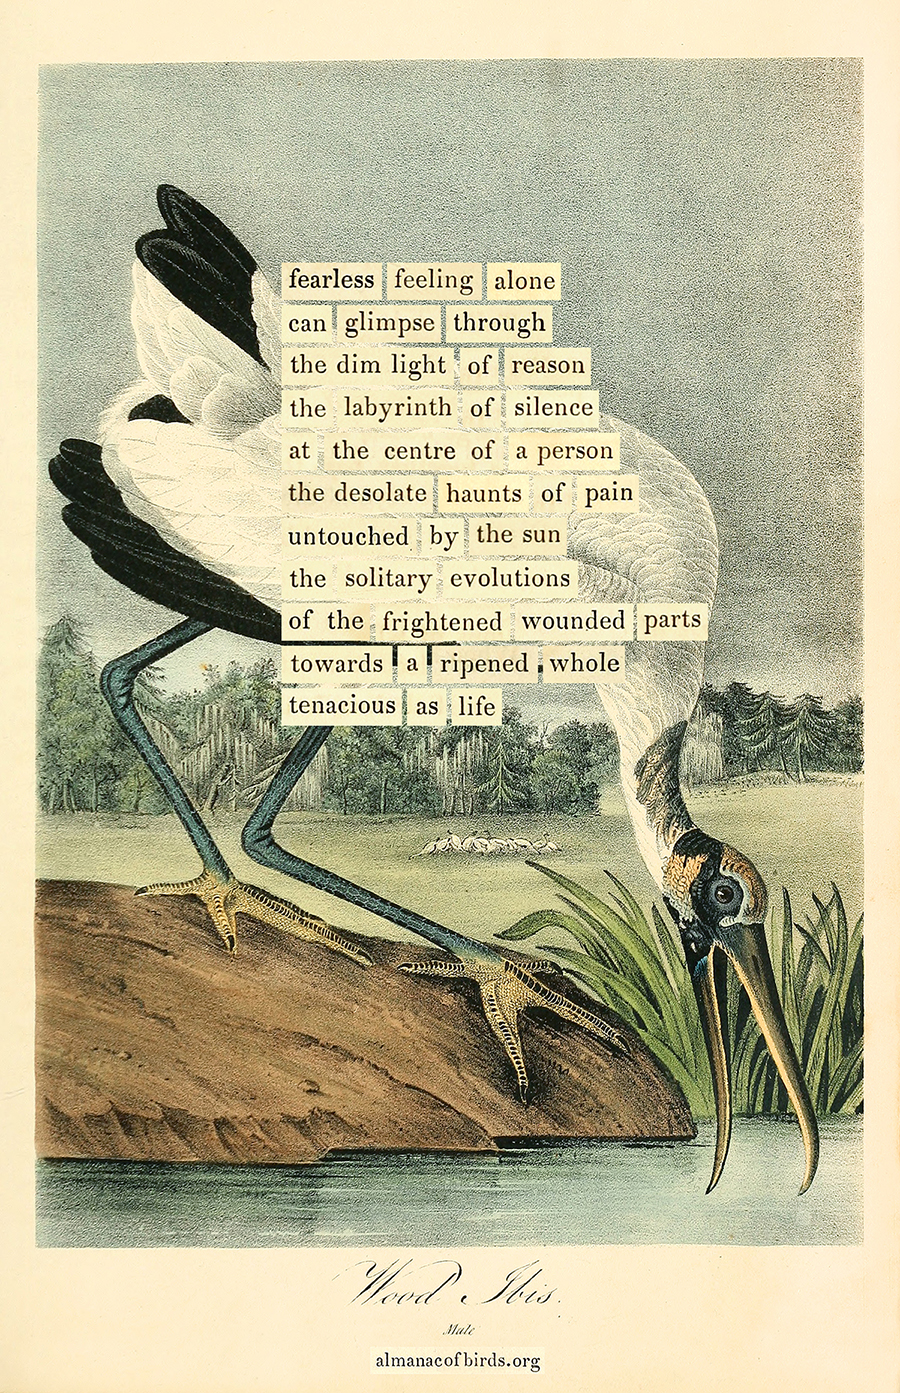 fearless feeling alone
can glimpse through
the dim light of reason
the labyrinth of silence
at the centre of a person
the desolate haunts of pain
untouched by the sun
the solitary evolutions
of the frightened wounded parts
towards a ripened whole
tenacious as life
Wood Ibis.
Male
almanacofbirds.org